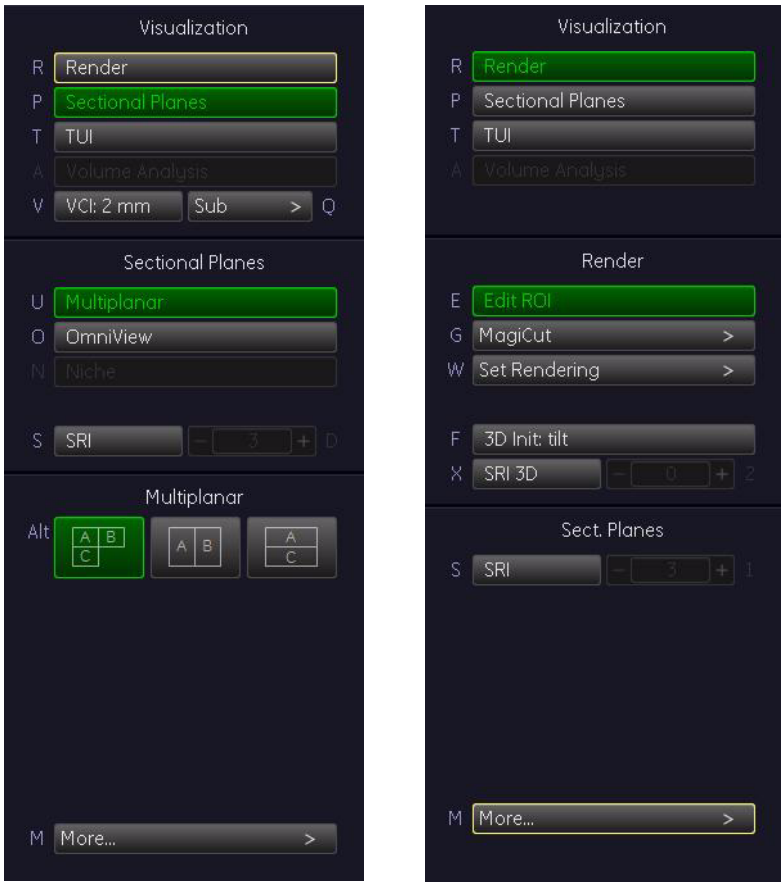 Visualization
R Render
P Sectional Planes
T TUI
A Volume Analysis
V VCI: 2 mm Sub > Q
Sectional Planes
U Multiplanar
O OmniView
N Niche
S SRI - 3 + D
Multiplanar
Alt A B C A B A C
M More... >
Visualization
R Render
P Sectional Planes
T TUI
A Volume Analysis
Render
E Edit ROI
G MagiCut >
W Set Rendering >
F 3D Init: tilt
X SRI 3D - 0 + 2
Sect. Planes
S SRI - 3 + 1
M More... >